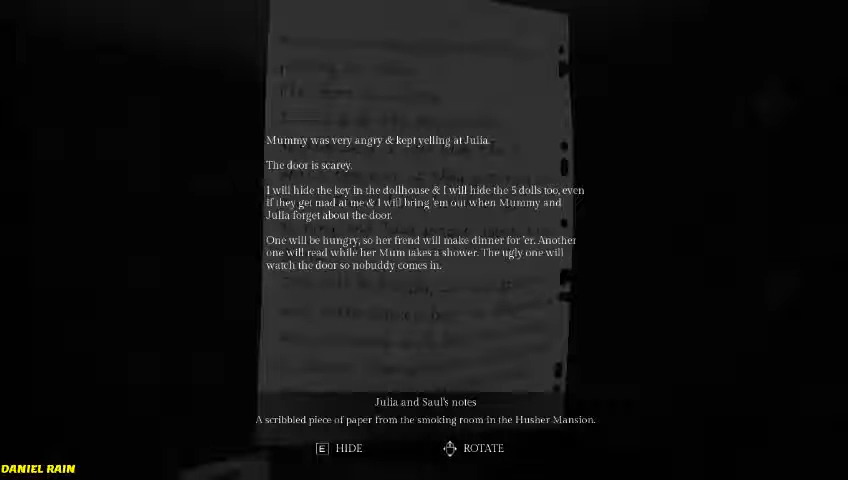 Mummy was very angry & kept yelling at Julia.
The door is scarey.
I will hide the key in the dollhouse & I will hide the 5 dolls too, even
if they get mad at me & I will bring 'em out when Mummy and
Julia forget about the door.
One will be hungry, so her frend will make dinner for 'er. Another
one will read while her Mum takes a shower. The ugly one will
watch the door so nobuddy comes in.
Julia and Saul's notes
A scribbled piece of paper from the smoking room in the Husher Mansion.
E HIDE ROTATE
DANIEL RAIN